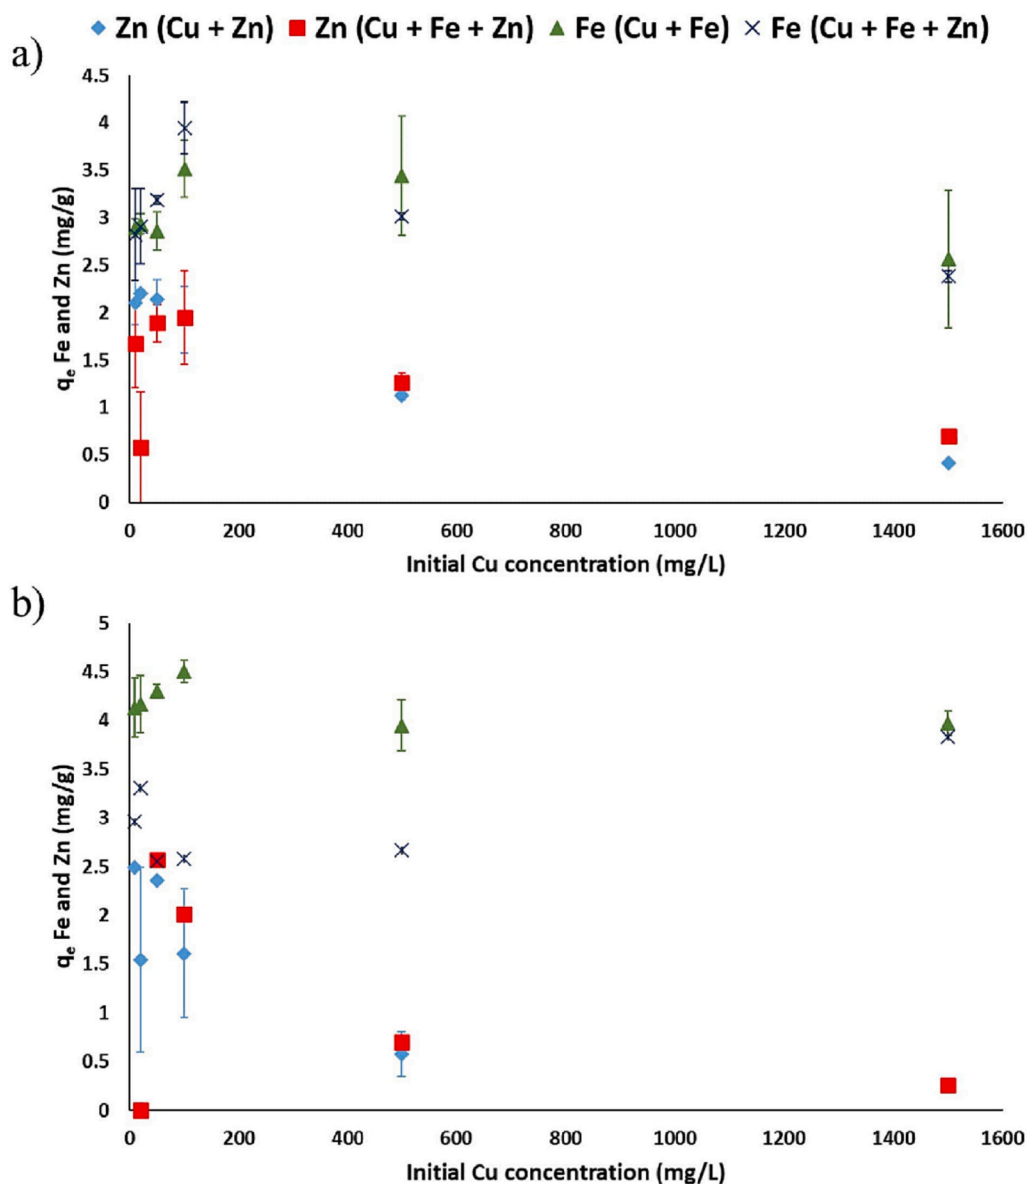 Zn (Cu + Zn) Zn (Cu + Fe + Zn) Fe (Cu + Fe) Fe (Cu + Fe + Zn)
a)
4.5
4
3.5
3
2.5
2
1.5
1
0.5
0
qₑ Fe and Zn (mg/g)
0 200 400 600 800 1000 1200 1400 1600
Initial Cu concentration (mg/L)
b)
5
4.5
4
3.5
3
2.5
2
1.5
1
0.5
0
qₑ Fe and Zn (mg/g)
0 200 400 600 800 1000 1200 1400 1600
Initial Cu concentration (mg/L)